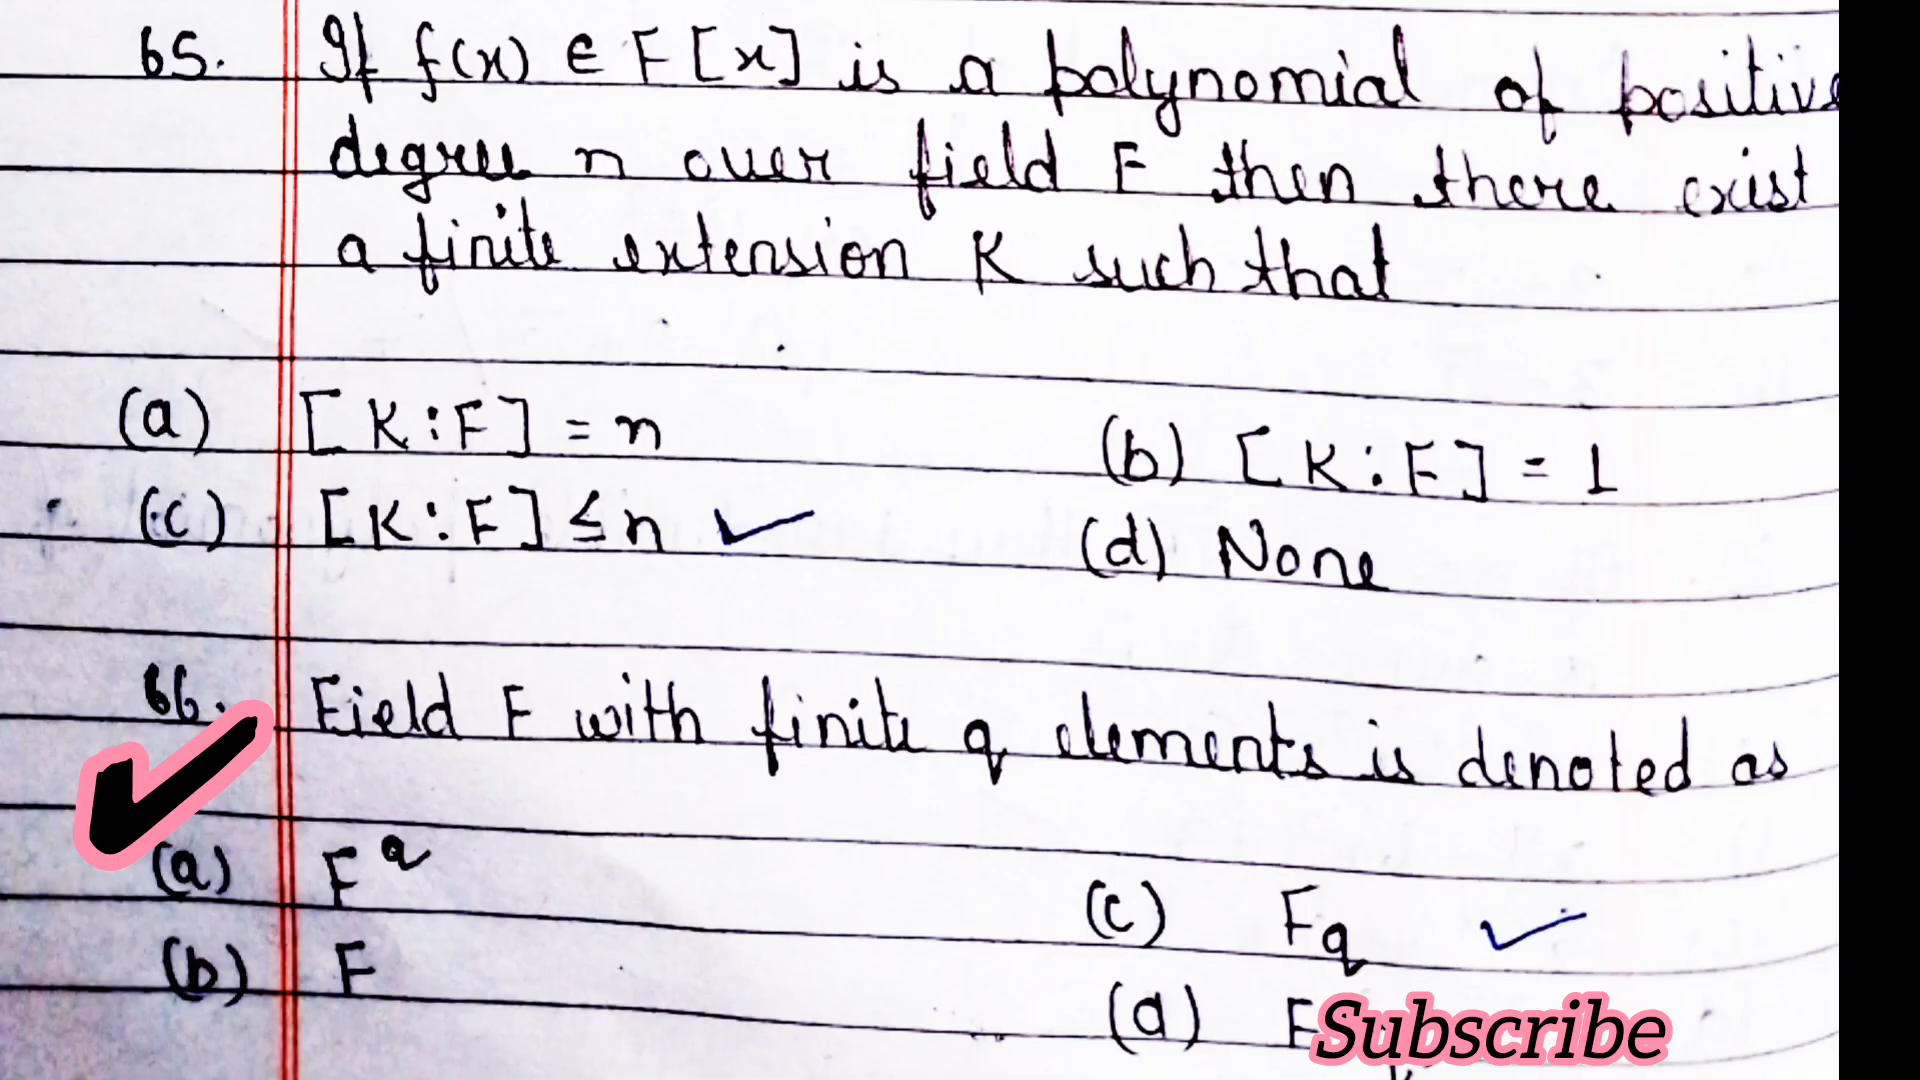 65. If f(x) ∈ F[x] is a polynomial of positive
degree n over field F then there exist
a finite extension K such that
(a) [K:F] = n (b) [K:F] = 1
(c) [K:F] ≤ n ✓ (d) None
66. Field F with finite q elements is denoted as
(a) F^q (c) F_q ✓
(b) F (d) F
Subscribe